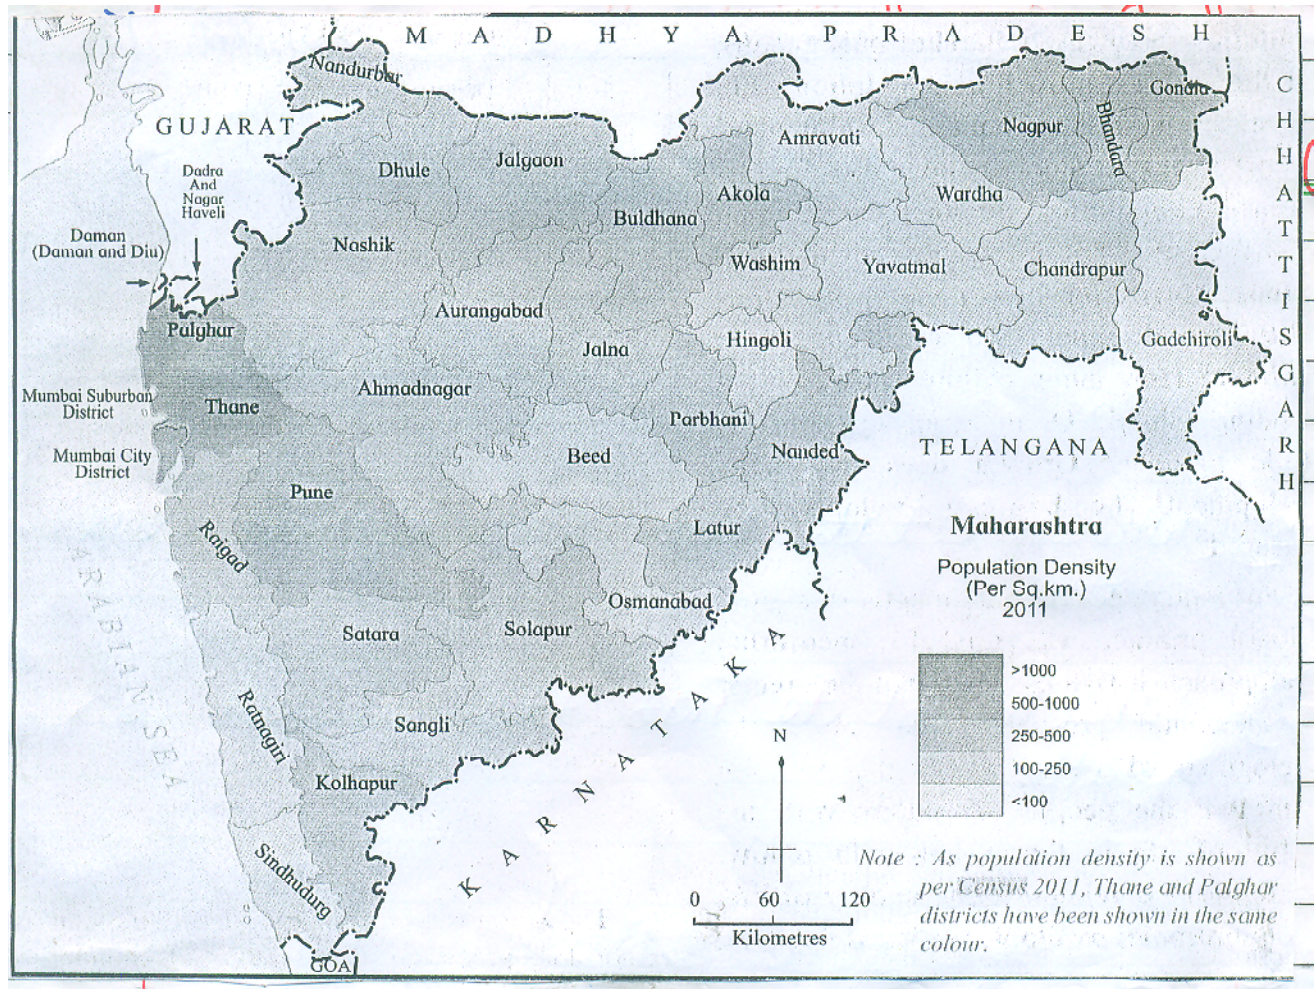 M A D H Y A P R A D E S H
C H H A T T I S G A R H
Nandurbar
GUJARAT
Dadra
And
Nagar
Haveli
Daman
(Daman and Diu)
Dhule
Jalgaon
Amravati
Nagpur
Bhandara
Akola
Wardha
Buldhana
Nashik
Washim
Yavatmal
Chandrapur
Aurangabad
Palghar
Jalna
Hingoli
Gadchiroli
Mumbai Suburban
District
Thane
Ahmadnagar
Parbhani
Mumbai City
District
Beed
Nanded
TELANGANA
Pune
Raigad
Latur
ARABIAN SEA
Satara
Solapur
Osmanabad
Ratnagiri
Sangli
Kolhapur
Sindhudurg
KARNATAKA
GOA
Maharashtra
Population Density
(Per Sq.km.)
2011
>1000
500-1000
250-500
100-250
<100
N
0 60 120
Kilometres
Note : As population density is shown as
per Census 2011, Thane and Palghar
districts have been shown in the same
colour.